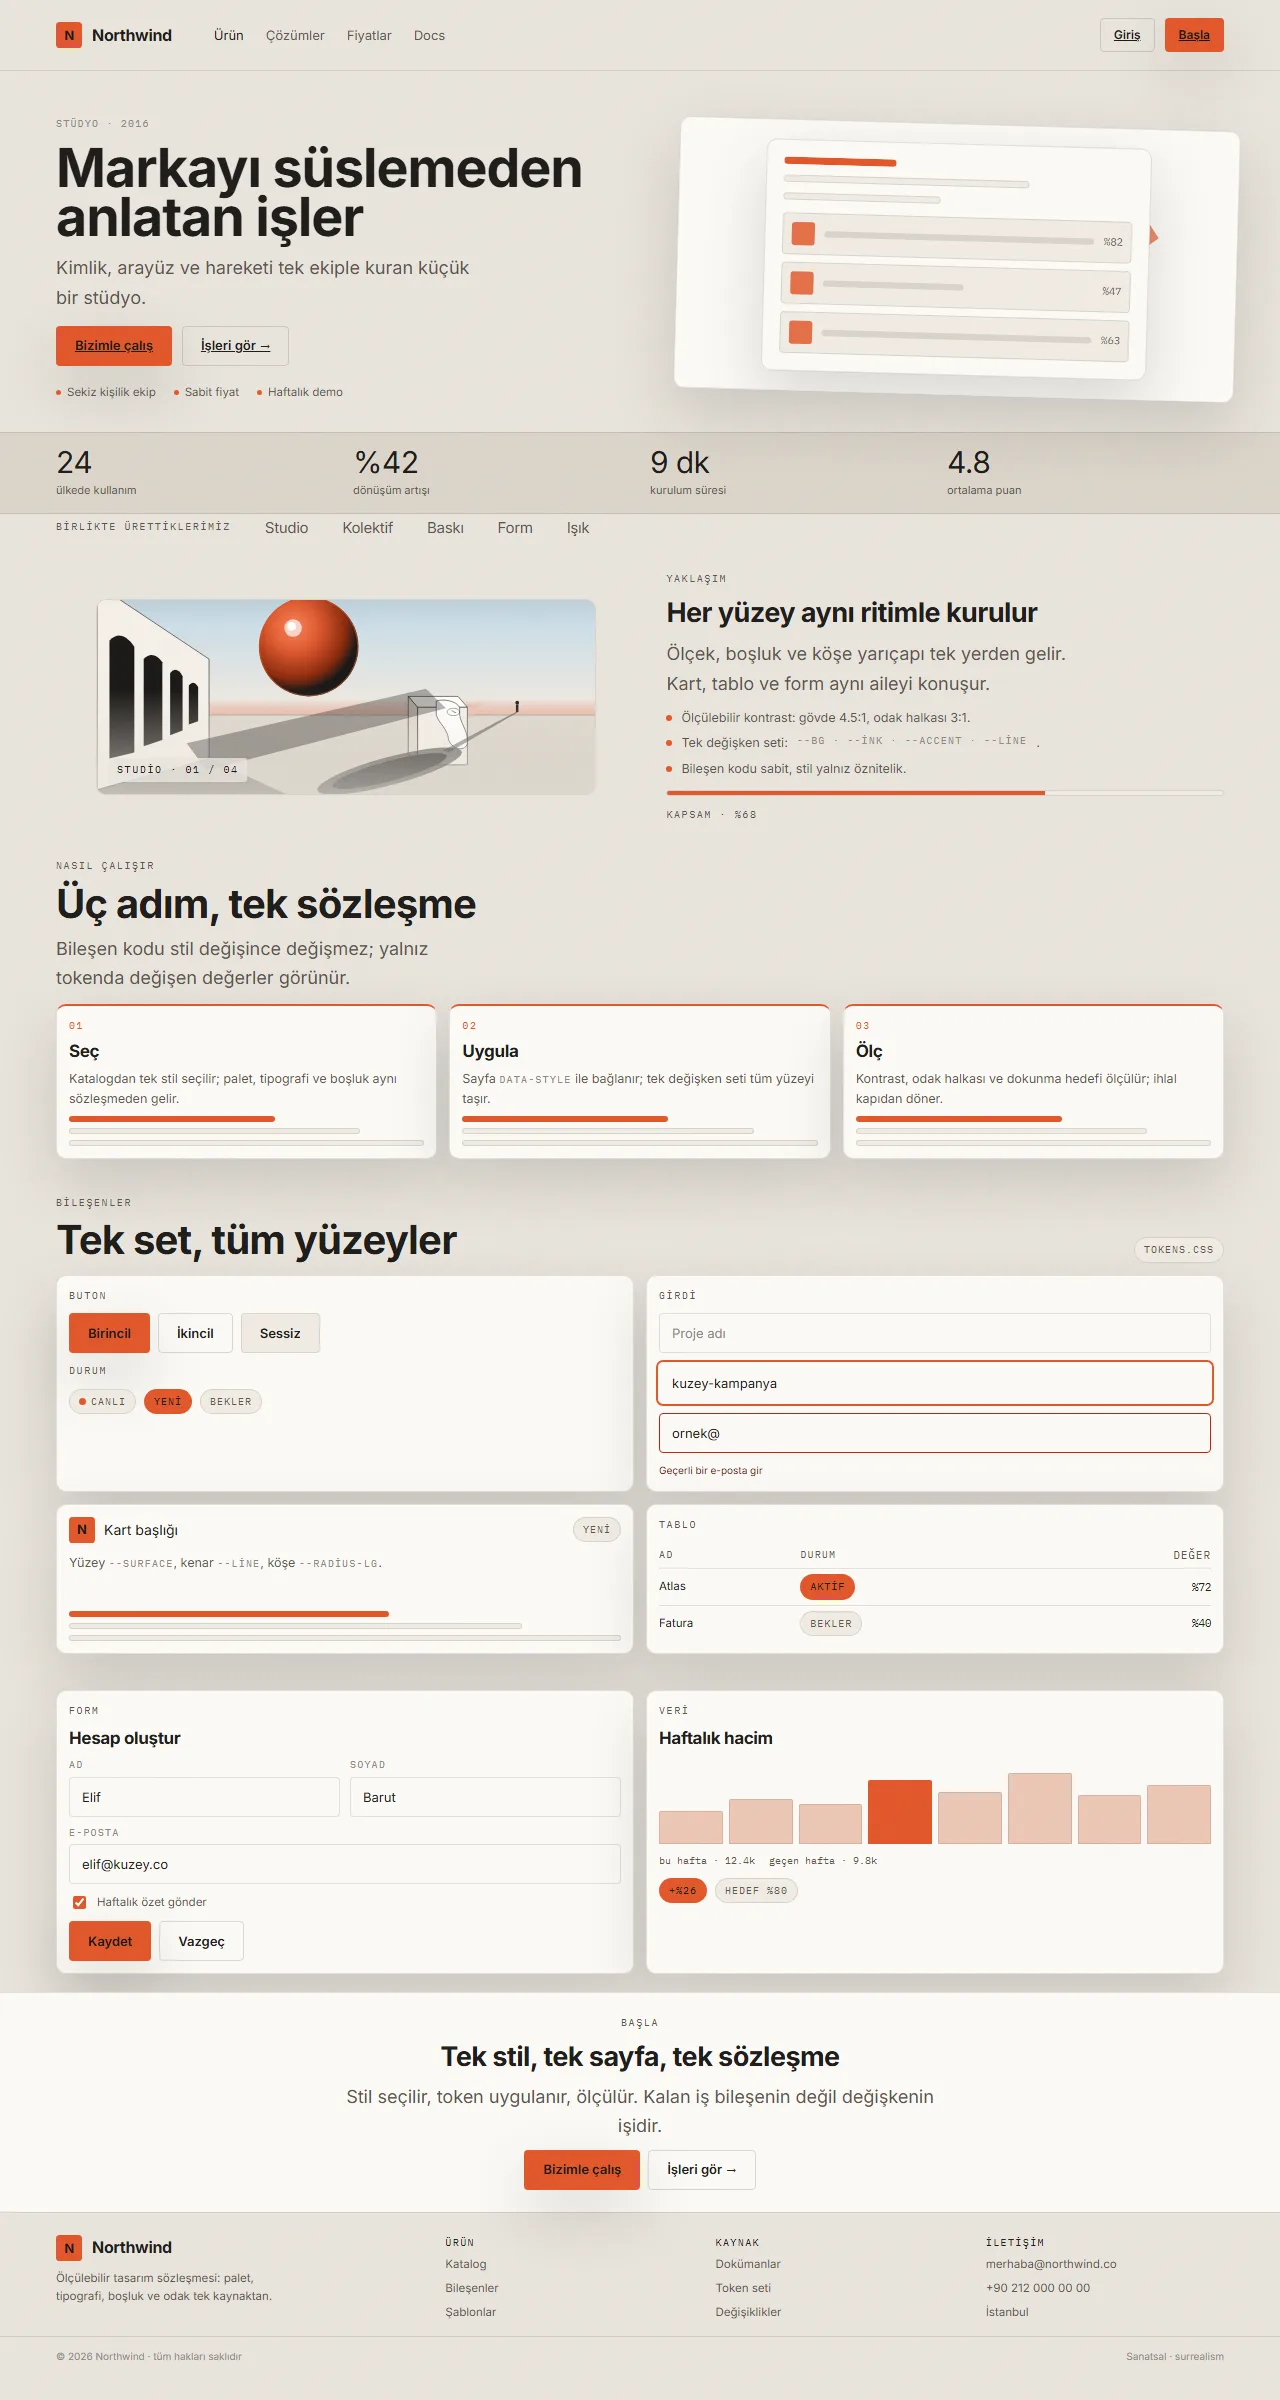 N Northwind Ürün Çözümler Fiyatlar Docs Giriş Başla
STÜDYO · 2016
Markayı süslemeden
anlatan işler
Kimlik, arayüz ve hareketi tek ekiple kuran küçük
bir stüdyo.
Bizimle çalış İşleri gör →
Sekiz kişilik ekip Sabit fiyat Haftalık demo
%82
%47
%63
24 %42 9 dk 4.8
ülkede kullanım dönüşüm artışı kurulum süresi ortalama puan
BİRLİKTE ÜRETTİKLERİMİZ Studio Kolektif Baskı Form Işık
STUDİO · 01 / 04
YAKLAŞIM
Her yüzey aynı ritimle kurulur
Ölçek, boşluk ve köşe yarıçapı tek yerden gelir.
Kart, tablo ve form aynı aileyi konuşur.
Ölçülebilir kontrast: gövde 4.5:1, odak halkası 3:1.
Tek değişken seti: --BG · --İNK · --ACCENT · --LİNE .
Bileşen kodu sabit, stil yalnız öznitelik.
KAPSAM · %68
NASIL ÇALIŞIR
Üç adım, tek sözleşme
Bileşen kodu stil değişince değişmez; yalnız
tokenda değişen değerler görünür.
01
Seç
Katalogdan tek stil seçilir; palet, tipografi ve boşluk aynı
sözleşmeden gelir.
02
Uygula
Sayfa DATA-STYLE ile bağlanır; tek değişken seti tüm yüzeyi
taşır.
03
Ölç
Kontrast, odak halkası ve dokunma hedefi ölçülür; ihlal
kapıdan döner.
BİLEŞENLER
Tek set, tüm yüzeyler
TOKENS.CSS
BUTON
Birincil İkincil Sessiz
DURUM
CANLI YENİ BEKLER
GİRDİ
Proje adı
kuzey-kampanya
ornek@
Geçerli bir e-posta gir
N Kart başlığı YENİ
Yüzey --SURFACE, kenar --LİNE, köşe --RADİUS-LG.
TABLO
AD DURUM DEĞER
Atlas AKTİF %72
Fatura BEKLER %40
FORM
Hesap oluştur
AD SOYAD
Elif Barut
E-POSTA
elif@kuzey.co
Haftalık özet gönder
Kaydet Vazgeç
VERİ
Haftalık hacim
bu hafta · 12.4k geçen hafta · 9.8k
+%26 HEDEF %80
BAŞLA
Tek stil, tek sayfa, tek sözleşme
Stil seçilir, token uygulanır, ölçülür. Kalan iş bileşenin değil değişkenin
işidir.
Bizimle çalış İşleri gör →
N Northwind
Ölçülebilir tasarım sözleşmesi: palet,
tipografi, boşluk ve odak tek kaynaktan.
ÜRÜN
Katalog
Bileşenler
Şablonlar
KAYNAK
Dokümanlar
Token seti
Değişiklikler
İLETİŞİM
merhaba@northwind.co
+90 212 000 00 00
İstanbul
© 2026 Northwind · tüm hakları saklıdır
Sanatsal · surrealism